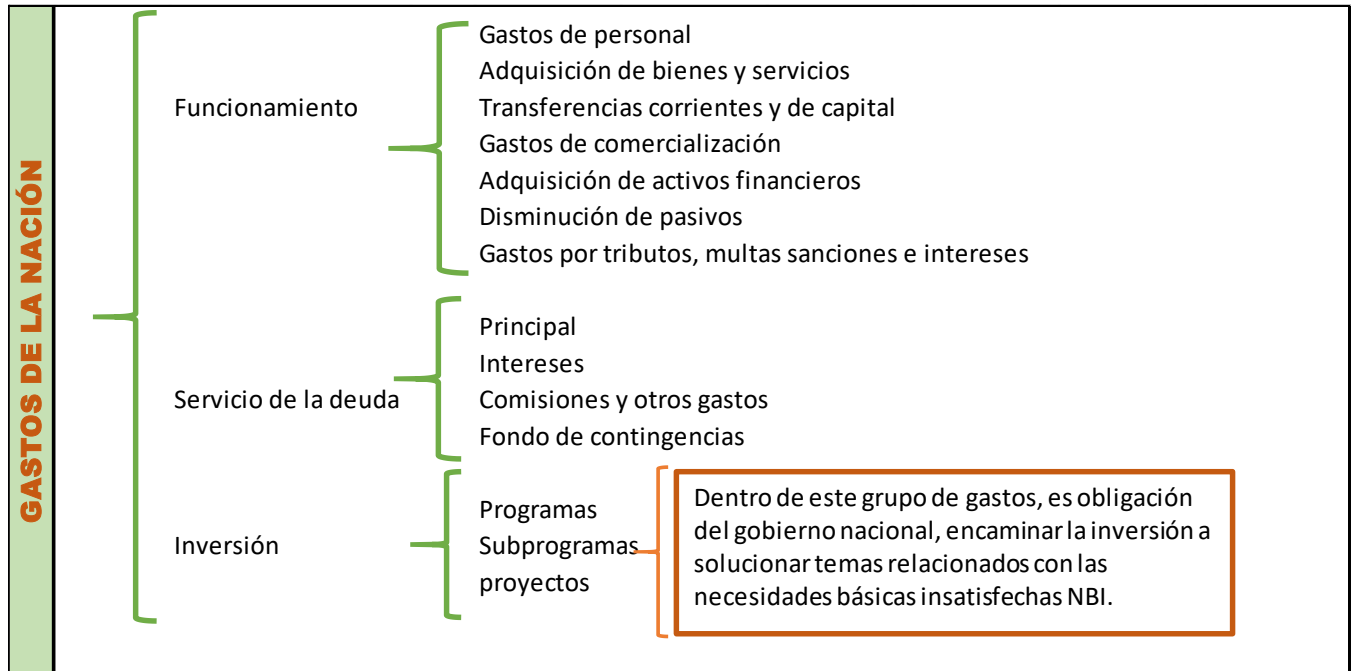 GASTOS DE LA NACIÓN
Funcionamiento
Gastos de personal
Adquisición de bienes y servicios
Transferencias corrientes y de capital
Gastos de comercialización
Adquisición de activos financieros
Disminución de pasivos
Gastos por tributos, multas sanciones e intereses
Servicio de la deuda
Principal
Intereses
Comisiones y otros gastos
Fondo de contingencias
Inversión
Programas
Subprogramas
proyectos
Dentro de este grupo de gastos, es obligación
del gobierno nacional, encaminar la inversión a
solucionar temas relacionados con las
necesidades básicas insatisfechas NBI.